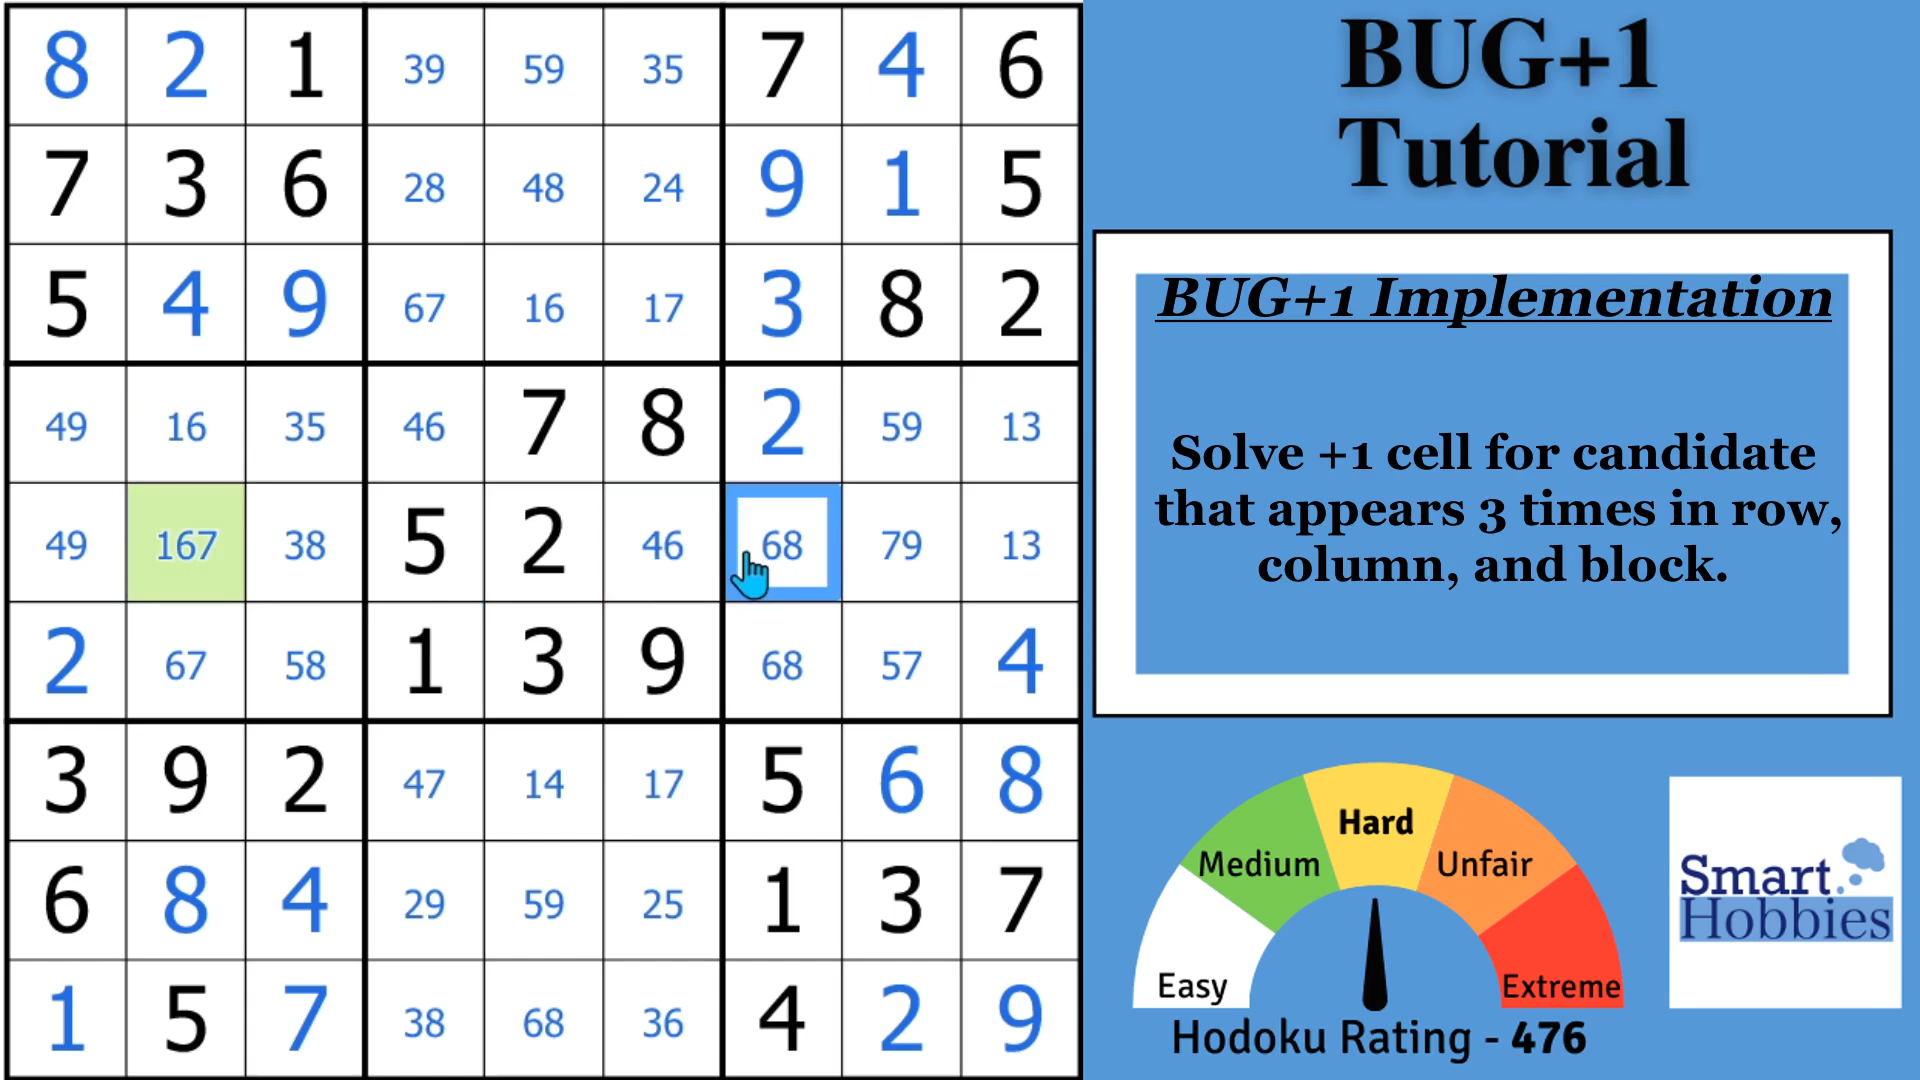 8 2 1 39 59 35 7 4 6
7 3 6 28 48 24 9 1 5
5 4 9 67 16 17 3 8 2
49 16 35 46 7 8 2 59 13
49 167 38 5 2 46 68 79 13
2 67 58 1 3 9 68 57 4
3 9 2 47 14 17 5 6 8
6 8 4 29 59 25 1 3 7
1 5 7 38 68 36 4 2 9
BUG+1
Tutorial
BUG+1 Implementation
Solve +1 cell for candidate
that appears 3 times in row,
column, and block.
Easy
Medium
Hard
Unfair
Extreme
Hodoku Rating - 476
Smart
Hobbies